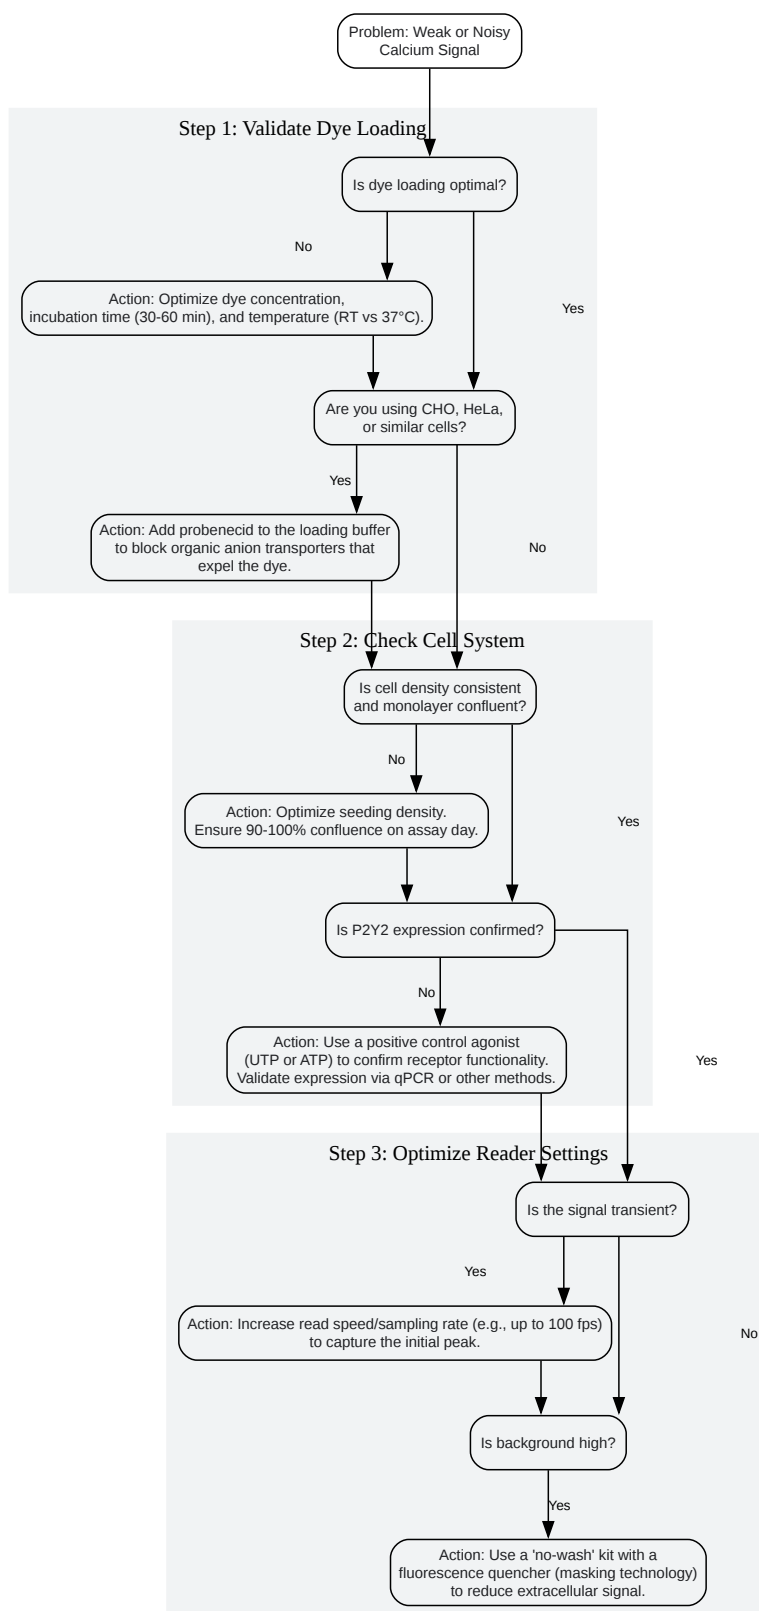 Problem: Weak or Noisy
Calcium Signal
Step 1: Validate Dye Loading
Is dye loading optimal?
No
Action: Optimize dye concentration,
incubation time (30-60 min), and temperature (RT vs 37°C).
Yes
Are you using CHO, HeLa,
or similar cells?
Yes
Action: Add probenecid to the loading buffer
to block organic anion transporters that
expel the dye.
No
Step 2: Check Cell System
Is cell density consistent
and monolayer confluent?
No
Action: Optimize seeding density.
Ensure 90-100% confluence on assay day.
Yes
Is P2Y2 expression confirmed?
No
Action: Use a positive control agonist
(UTP or ATP) to confirm receptor functionality.
Validate expression via qPCR or other methods.
Yes
Step 3: Optimize Reader Settings
Is the signal transient?
Yes
Action: Increase read speed/sampling rate (e.g., up to 100 fps)
to capture the initial peak.
No
Is background high?
Yes
Action: Use a 'no-wash' kit with a
fluorescence quencher (masking technology)
to reduce extracellular signal.